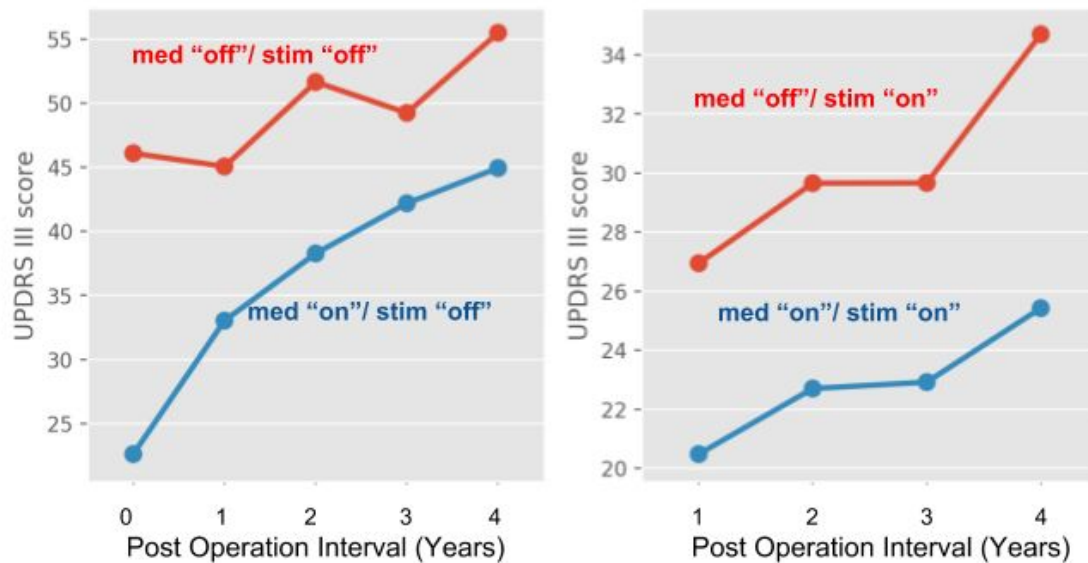 UPDRS III score
55
50
45
40
35
30
25
med “off”/ stim “off”
med “on”/ stim “off”
0 1 2 3 4
Post Operation Interval (Years)
UPDRS III score
34
32
30
28
26
24
22
20
med “off”/ stim “on”
med “on”/ stim “on”
1 2 3 4
Post Operation Interval (Years)